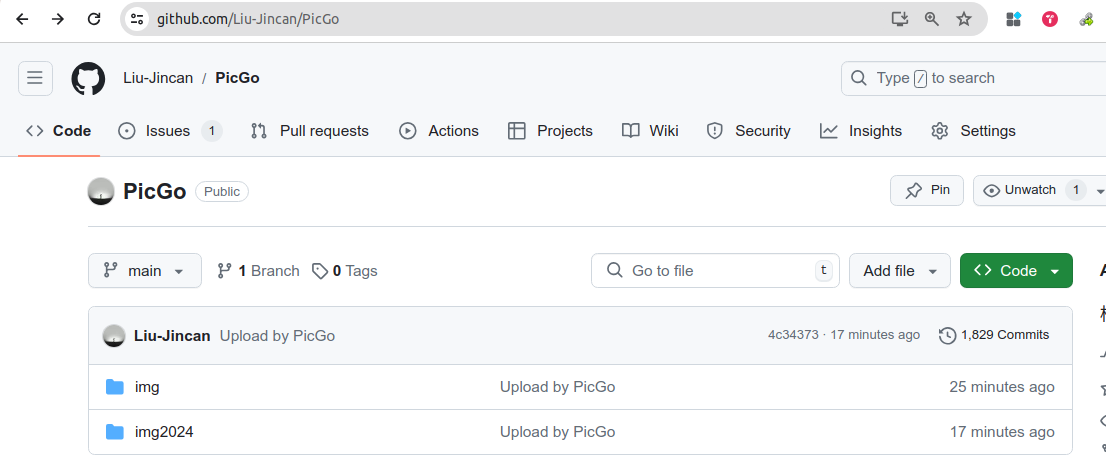 github.com/Liu-Jincan/PicGo
Liu-Jincan / PicGo
Type / to search
Code Issues 1 Pull requests Actions Projects Wiki Security Insights Settings
PicGo Public Pin Unwatch 1
main 1 Branch 0 Tags Go to file t Add file Code
Liu-Jincan Upload by PicGo 4c34373 · 17 minutes ago 1,829 Commits
img Upload by PicGo 25 minutes ago
img2024 Upload by PicGo 17 minutes ago